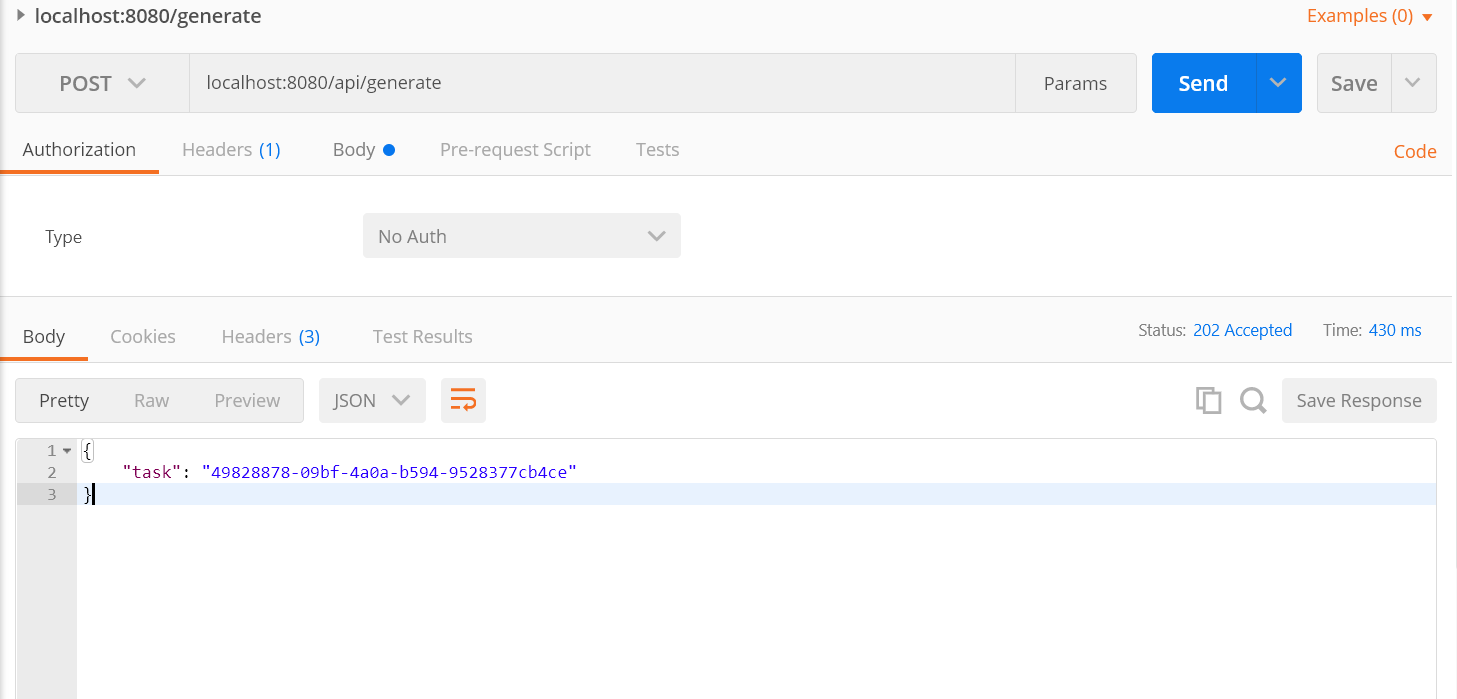 localhost:8080/generate Examples (0)
POST localhost:8080/api/generate Params Send Save
Authorization Headers (1) Body Pre-request Script Tests Code
Type No Auth
Body Cookies Headers (3) Test Results Status: 202 Accepted Time: 430 ms
Pretty Raw Preview JSON Save Response
1 {
2 "task": "49828878-09bf-4a0a-b594-9528377cb4ce"
3 }